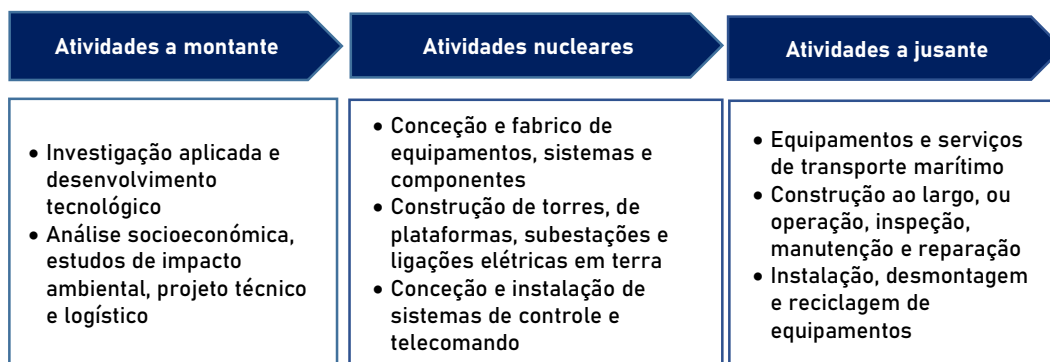 Atividades a montante
Atividades nucleares
Atividades a jusante
• Investigação aplicada e
desenvolvimento
tecnológico
• Análise socioeconómica,
estudos de impacto
ambiental, projeto técnico
e logístico
• Conceção e fabrico de
equipamentos, sistemas e
componentes
• Construção de torres, de
plataformas, subestações e
ligações elétricas em terra
• Conceção e instalação de
sistemas de controle e
telecomando
• Equipamentos e serviços
de transporte marítimo
• Construção ao largo, ou
operação, inspeção,
manutenção e reparação
• Instalação, desmontagem
e reciclagem de
equipamentos